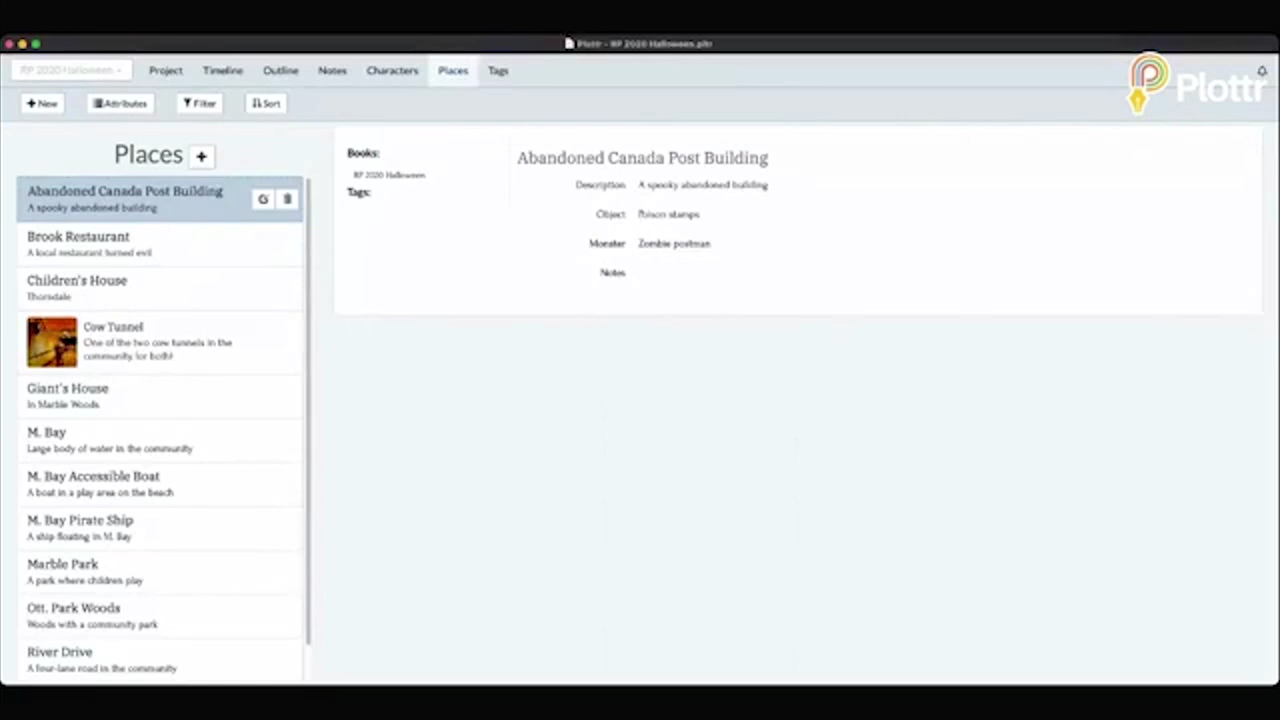 Plottr - RP 2020 Halloween.pltr
RP 2020 Halloween
Project
Timeline
Outline
Notes
Characters
Places
Tags
Plottr
New
Attributes
Filter
Sort
Places
Abandoned Canada Post Building
A spooky abandoned building
Brook Restaurant
A local restaurant turned evil
Children's House
Thorndale
Cow Tunnel
One of the two cow tunnels in the
community for both!
Giant's House
In Marble Woods
M. Bay
Large body of water in the community
M. Bay Accessible Boat
A boat in a play area on the beach
M. Bay Pirate Ship
A ship floating in M. Bay
Marble Park
A park where children play
Ott. Park Woods
Woods with a community park
River Drive
A four-lane road in the community
Books:
RP 2020 Halloween
Tags:
Abandoned Canada Post Building
Description A spooky abandoned building
Object Poison stamps
Monster Zombie postman
Notes